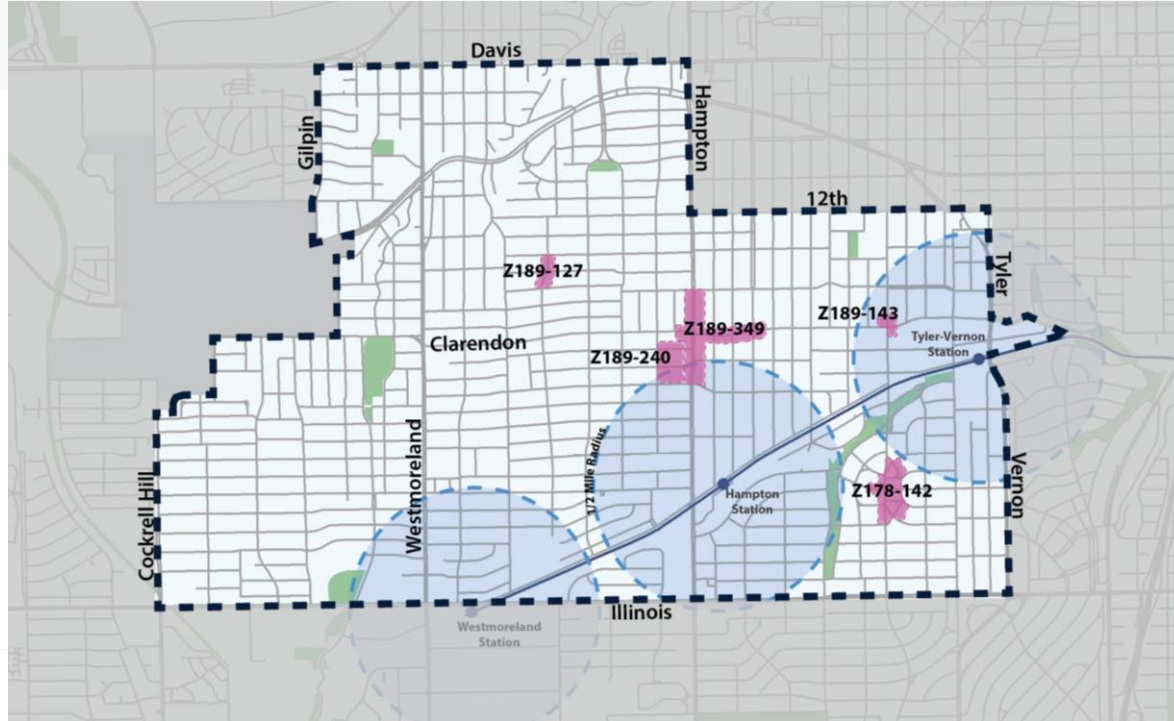 Davis
Gilpin
Hampton
12th
Tyler
Z189-127
Z189-143
Z189-349
Clarendon
Z189-240
Tyler-Vernon
Station
Westmoreland
1/2 Mile Radius
Cockrell Hill
Hampton
Station
Z178-142
Vernon
Illinois
Westmoreland
Station